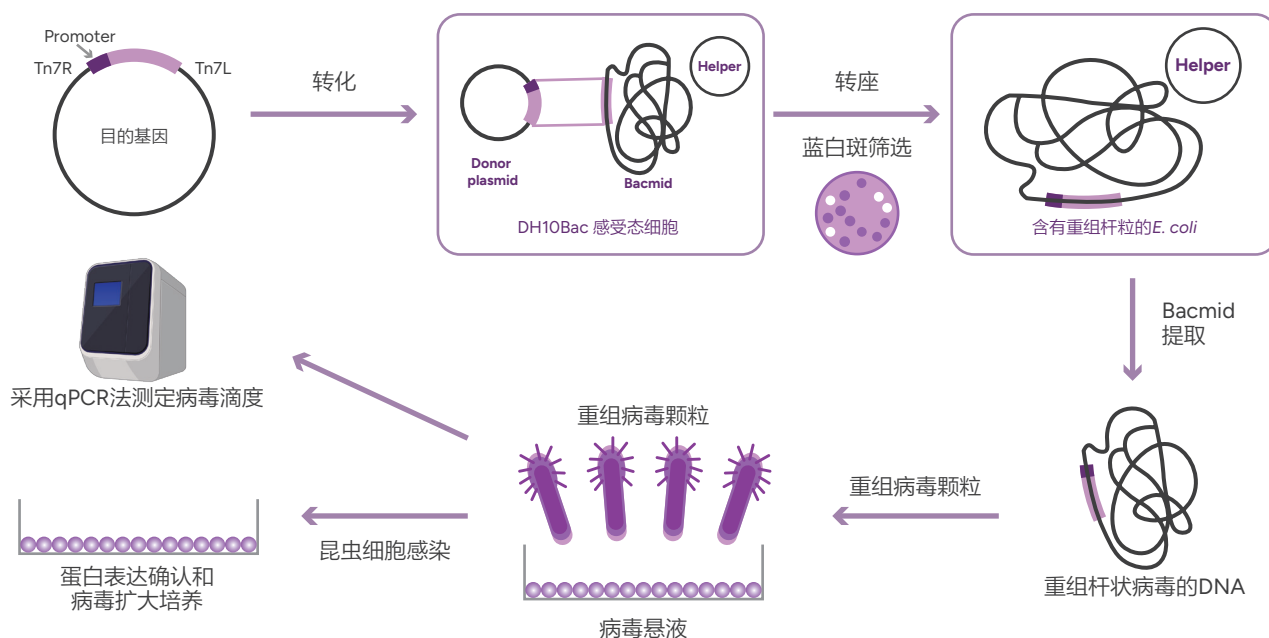 Promoter
Tn7R
Tn7L
目的基因
转化
Helper
Donor
plasmid
Bacmid
DH10Bac 感受态细胞
转座
蓝白斑筛选
Helper
含有重组杆粒的E. coli
Bacmid
提取
重组杆状病毒的DNA
重组病毒颗粒
重组病毒颗粒
病毒悬液
采用qPCR法测定病毒滴度
昆虫细胞感染
蛋白表达确认和
病毒扩大培养